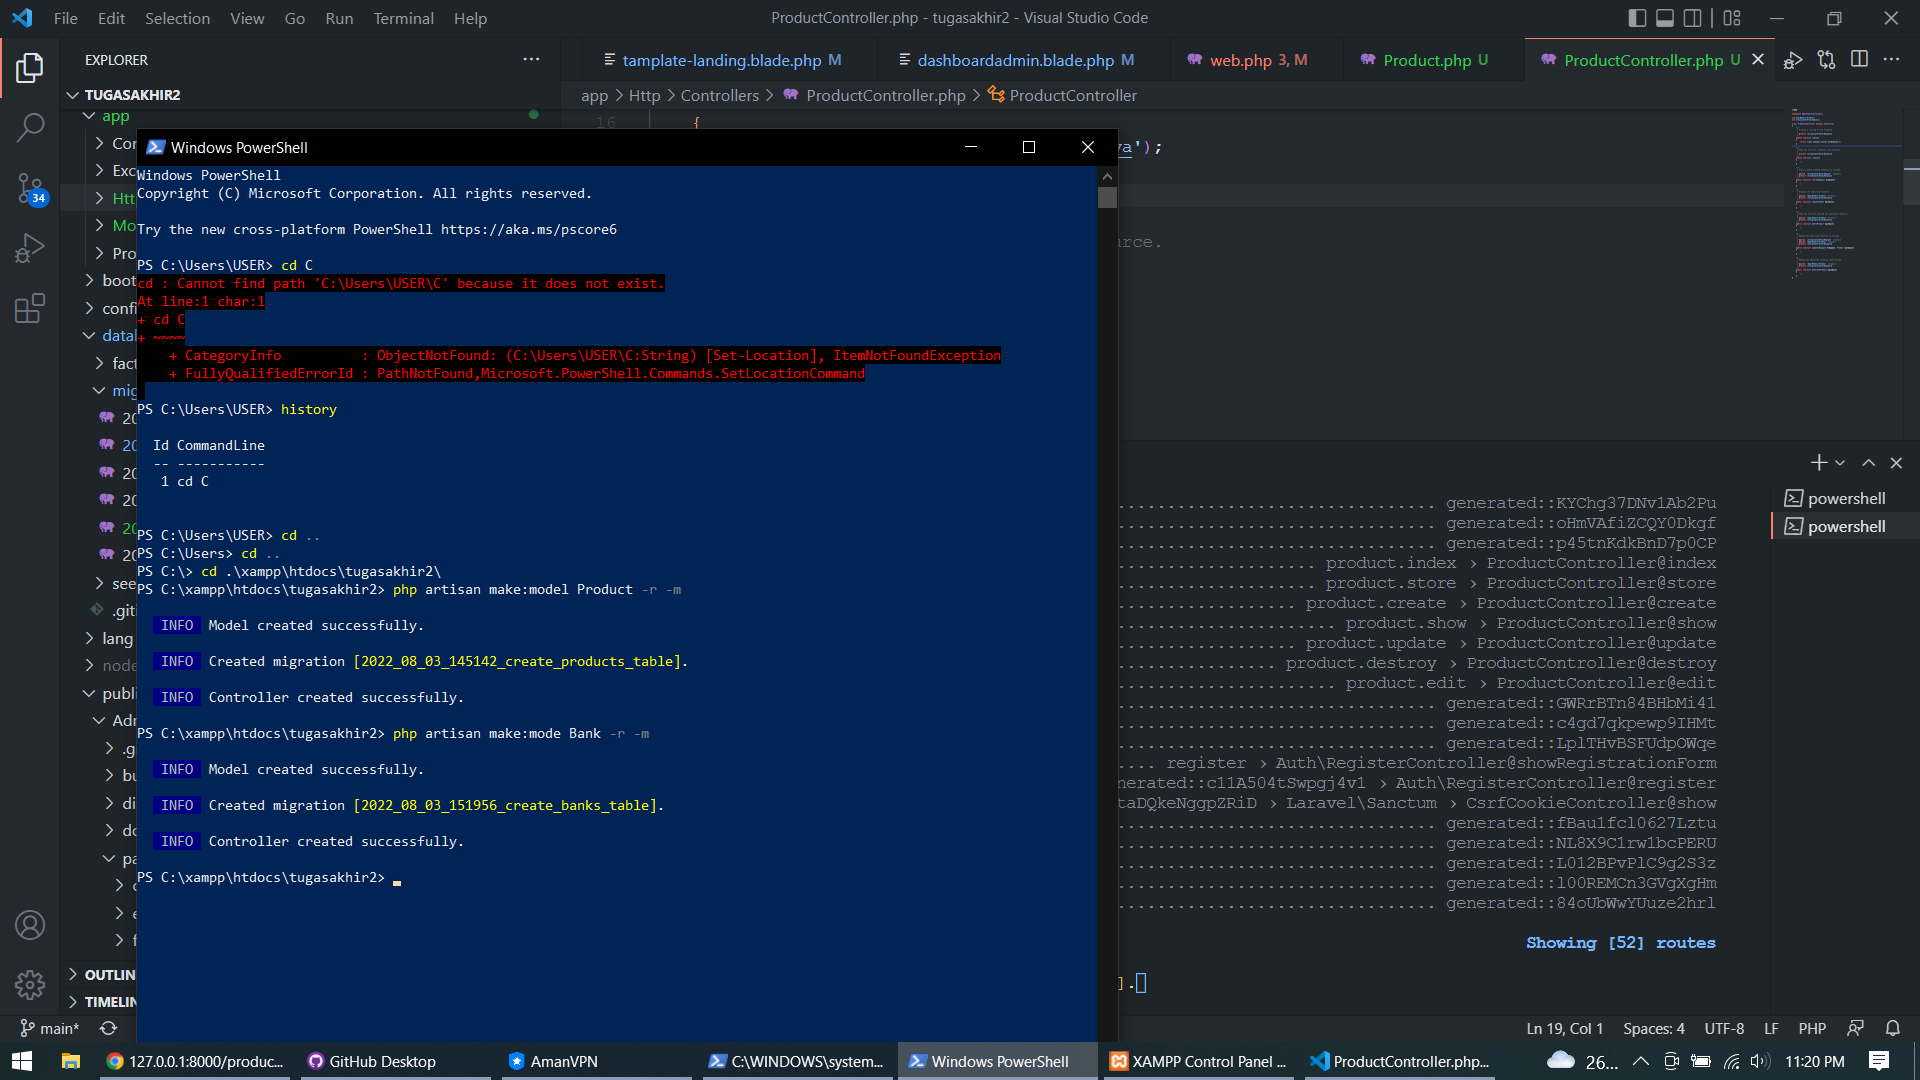 File Edit Selection View Go Run Terminal Help
ProductController.php - tugasakhir2 - Visual Studio Code
EXPLORER
tamplate-landing.blade.php M
dashboardadmin.blade.php M
web.php 3, M
Product.php U
ProductController.php U
TUGASAKHIR2
app > Http > Controllers > ProductController.php > ProductController
app
16 {
Windows PowerShell
');
Windows PowerShell
Copyright (C) Microsoft Corporation. All rights reserved.
Try the new cross-platform PowerShell https://aka.ms/pscore6
PS C:\Users\USER> cd C
cd : Cannot find path 'C:\Users\USER\C' because it does not exist.
At line:1 char:1
+ cd C
+ ~~~~
+ CategoryInfo : ObjectNotFound: (C:\Users\USER\C:String) [Set-Location], ItemNotFoundException
+ FullyQualifiedErrorId : PathNotFound,Microsoft.PowerShell.Commands.SetLocationCommand
PS C:\Users\USER> history
Id CommandLine
-- -----------
1 cd C
PS C:\Users\USER> cd ..
PS C:\Users> cd ..
PS C:\> cd .\xampp\htdocs\tugasakhir2\
PS C:\xampp\htdocs\tugasakhir2> php artisan make:model Product -r -m
INFO Model created successfully.
INFO Created migration [2022_08_03_145142_create_products_table].
INFO Controller created successfully.
PS C:\xampp\htdocs\tugasakhir2> php artisan make:mode Bank -r -m
INFO Model created successfully.
INFO Created migration [2022_08_03_151956_create_banks_table].
INFO Controller created successfully.
PS C:\xampp\htdocs\tugasakhir2>
Con
Exc
Htt
Mo
Pro
boot
confi
datal
fact
mig
20
20
20
20
20
20
see
.giti
lang
node
publi
Adr
.g
bu
di
do
pa
OUTLIN
TIMELIN
34
rce.
powershell
powershell
generated::KYChg37DNv1Ab2Pu
generated::oHmVAfiZCQY0Dkgf
generated::p45tnKdkBnD7p0CP
product.index › ProductController@index
product.store › ProductController@store
product.create › ProductController@create
product.show › ProductController@show
product.update › ProductController@update
product.destroy › ProductController@destroy
product.edit › ProductController@edit
generated::GWRrBTn84BHbMi41
generated::c4gd7qkpewp9IHMt
generated::LplTHvBSFUdpOWqe
register › Auth\RegisterController@showRegistrationForm
nerated::c11A504tSwpgj4v1 › Auth\RegisterController@register
taDQkeNggpZRiD › Laravel\Sanctum › CsrfCookieController@show
generated::fBau1fcl0627Lztu
generated::NL8X9C1rw1bcPERU
generated::L012BPvPlC9g2S3z
generated::l00REMCn3GVgXgHm
generated::84oUbWwYUuze2hrl
Showing [52] routes
].
main*
Ln 19, Col 1 Spaces: 4 UTF-8 LF PHP
127.0.0.1:8000/produc... GitHub Desktop AmanVPN C:\WINDOWS\system... Windows PowerShell XAMPP Control Panel ... ProductController.php... 26... 11:20 PM